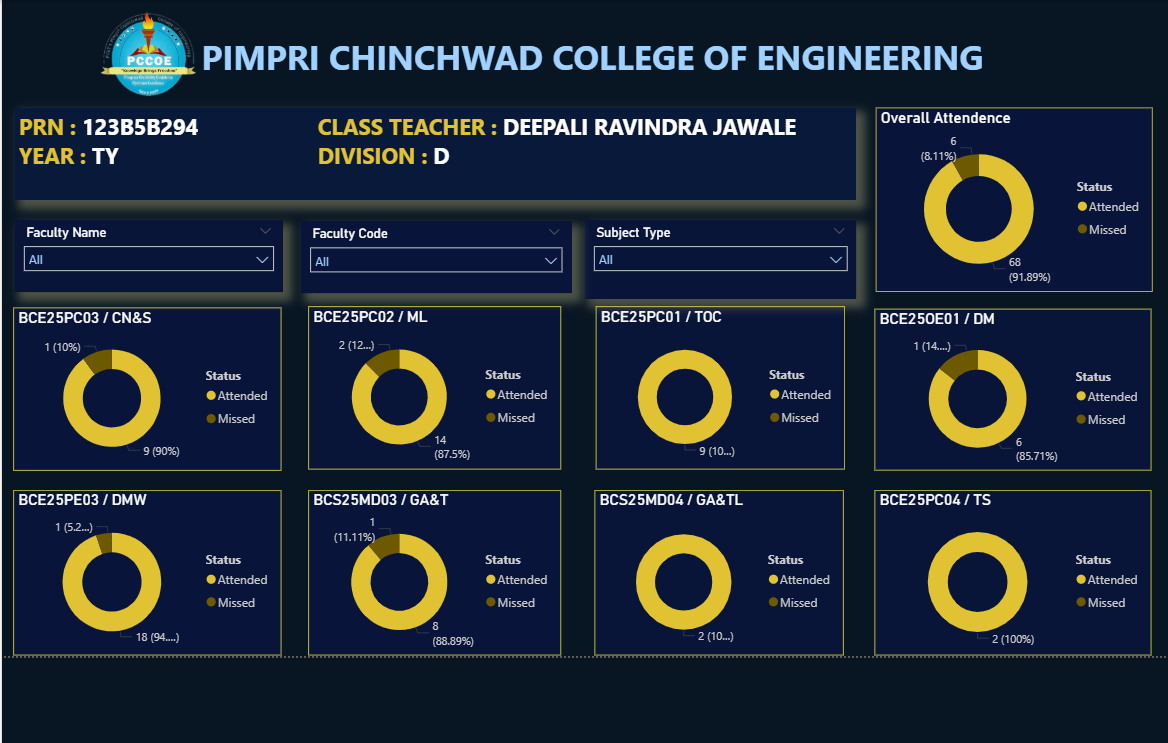 PCCOE
"Knowledge Brings Freedom"
PIMPRI CHINCHWAD COLLEGE OF ENGINEERING
PRN : 123B5B294
CLASS TEACHER : DEEPALI RAVINDRA JAWALE
YEAR : TY
DIVISION : D
Overall Attendence
6
(8.11%)
Status
Attended
Missed
68
(91.89%)
Faculty Name
All
Faculty Code
All
Subject Type
All
BCE25PC03 / CN&S
1 (10%)
Status
Attended
Missed
9 (90%)
BCE25PC02 / ML
2 (12...)
Status
Attended
Missed
14
(87.5%)
BCE25PC01 / TOC
Status
Attended
Missed
9 (10...)
BCE25OE01 / DM
1 (14....)
Status
Attended
Missed
6
(85.71%)
BCE25PE03 / DMW
1 (5.2...)
Status
Attended
Missed
18 (94....)
BCS25MD03 / GA&T
1
(11.11%)
Status
Attended
Missed
8
(88.89%)
BCS25MD04 / GA&TL
Status
Attended
Missed
2 (10...)
BCE25PC04 / TS
Status
Attended
Missed
2 (100%)